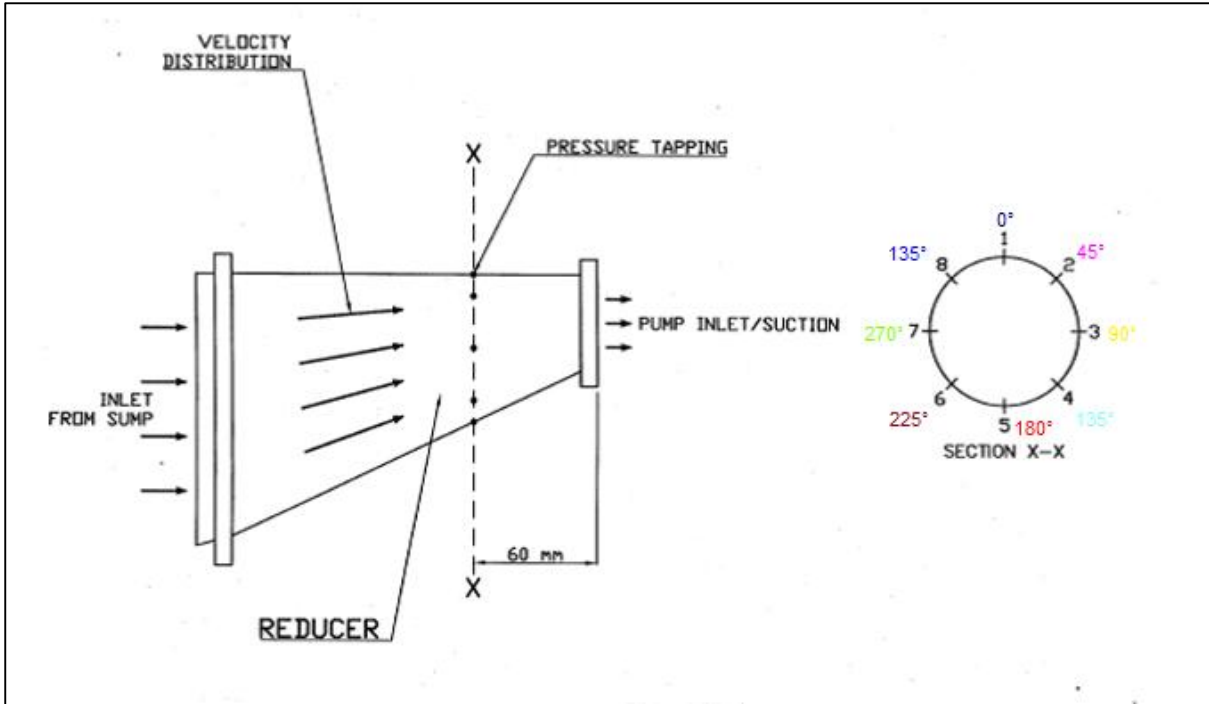 VELOCITY
DISTRIBUTION
X
PRESSURE TAPPING
PUMP INLET/SUCTION
INLET
FROM SUMP
60 mm
X
REDUCER
0°
1
135°
8
2
45°
270°
7
3
90°
6
4
225°
5
180°
135°
SECTION X-X